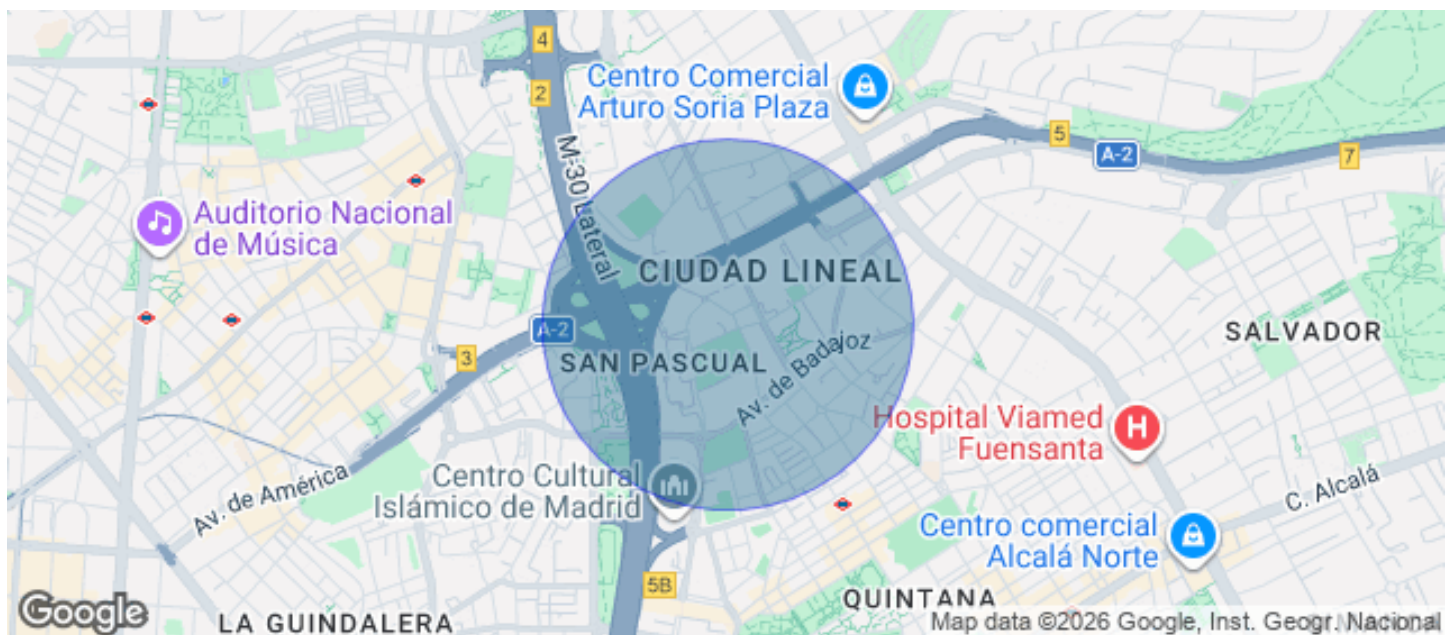 4
2
M-30 Lateral
Centro Comercial
Arturo Soria Plaza
5
A-2
7
Auditorio Nacional
de Música
CIUDAD LINEAL
A-2
3
SAN PASCUAL
Av. de Badajoz
SALVADOR
Hospital Viamed
Fuensanta
H
Av. de América
Centro Cultural
Islámico de Madrid
C. Alcalá
Centro comercial
Alcalá Norte
5B
QUINTANA
LA GUINDALERA
Google
Map data ©2026 Google, Inst. Geogr. Nacional